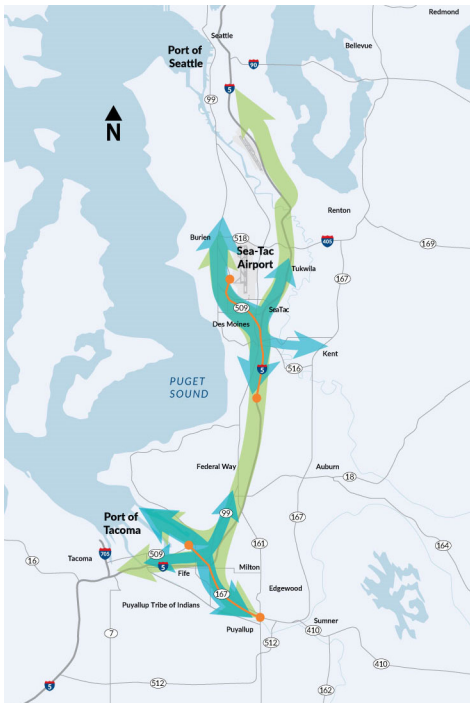 Redmond
Seattle
Bellevue
Port of
Seattle
90
5
99
N
Renton
Burien
518
405
169
Sea-Tac
Airport
Tukwila
167
509
SeaTac
Des Moines
Kent
516
5
PUGET
SOUND
Federal Way
Auburn
18
99
167
Port of
Tacoma
161
164
705
16
Tacoma
509
5
Fife
Milton
Edgewood
167
Puyallup Tribe of Indians
Sumner
7
Puyallup
410
512
410
512
5
162